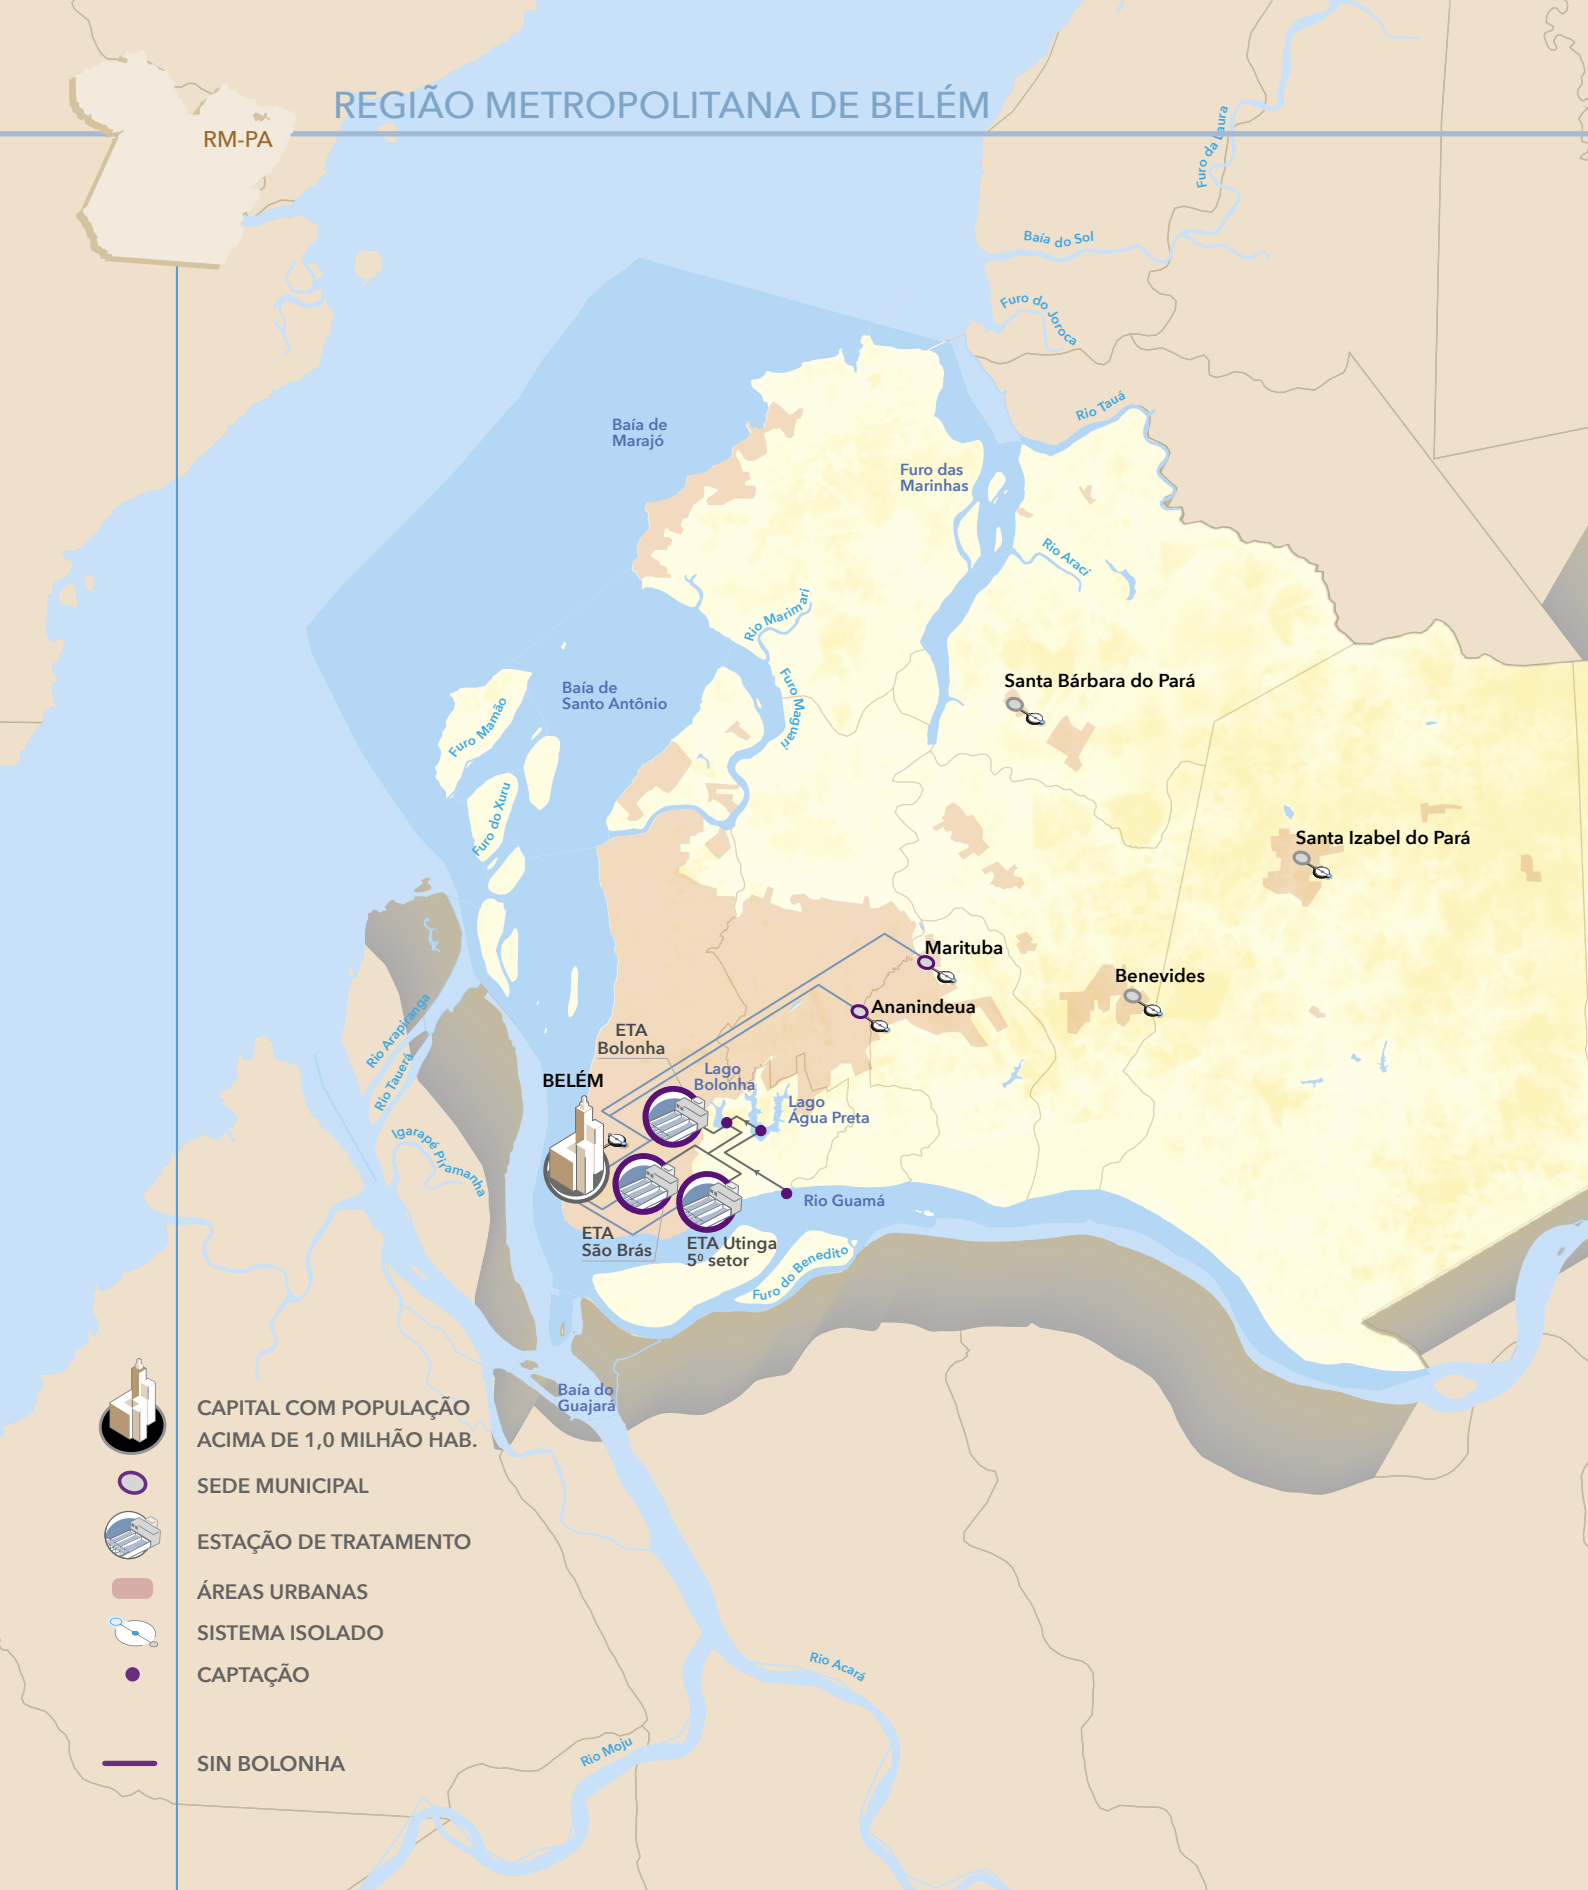 REGIÃO METROPOLITANA DE BELÉM
RM-PA
Furo da Laura
Baía do Sol
Furo do Joroca
Rio Tauá
Baía de
Marajó
Furo das
Marinhas
Rio Araci
Rio Marimari
Furo Maguari
Santa Bárbara do Pará
Baía de
Santo Antônio
Furo Mamão
Furo do Xuru
Santa Izabel do Pará
Marituba
Benevides
Ananindeua
Rio Arapiranga
ETA
Bolonha
Rio Tauerá
BELÉM
Lago
Bolonha
Lago
Água Preta
Igarapé Piramanha
Rio Guamá
ETA
São Brás
ETA Utinga
5º setor
Furo do Benedito
Baía do
Guajará
CAPITAL COM POPULAÇÃO
ACIMA DE 1,0 MILHÃO HAB.
SEDE MUNICIPAL
ESTAÇÃO DE TRATAMENTO
ÁREAS URBANAS
SISTEMA ISOLADO
CAPTAÇÃO
Rio Acará
Rio Moju
SIN BOLONHA